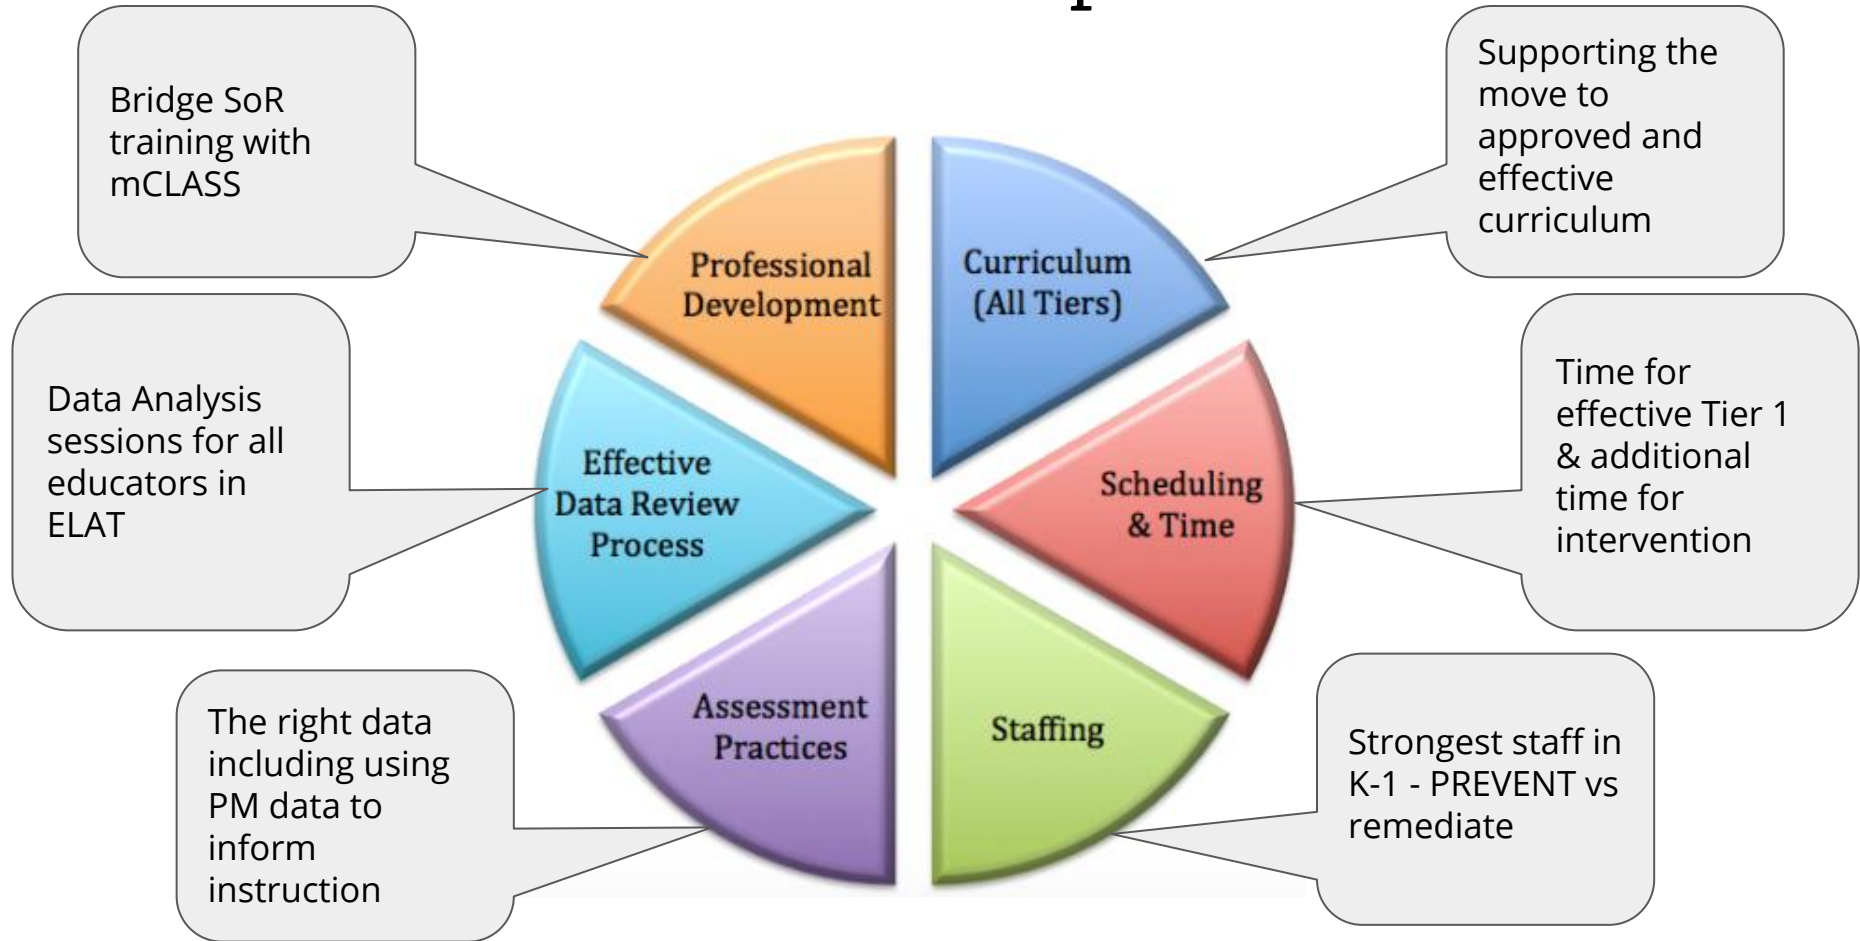 Bridge SoR
training with
mCLASS
Supporting the
move to
approved and
effective
curriculum
Professional
Development
Curriculum
(All Tiers)
Data Analysis
sessions for all
educators in
ELAT
Effective
Data Review
Process
Scheduling
& Time
Time for
effective Tier 1
& additional
time for
intervention
The right data
including using
PM data to
inform
instruction
Assessment
Practices
Staffing
Strongest staff in
K-1 - PREVENT vs
remediate